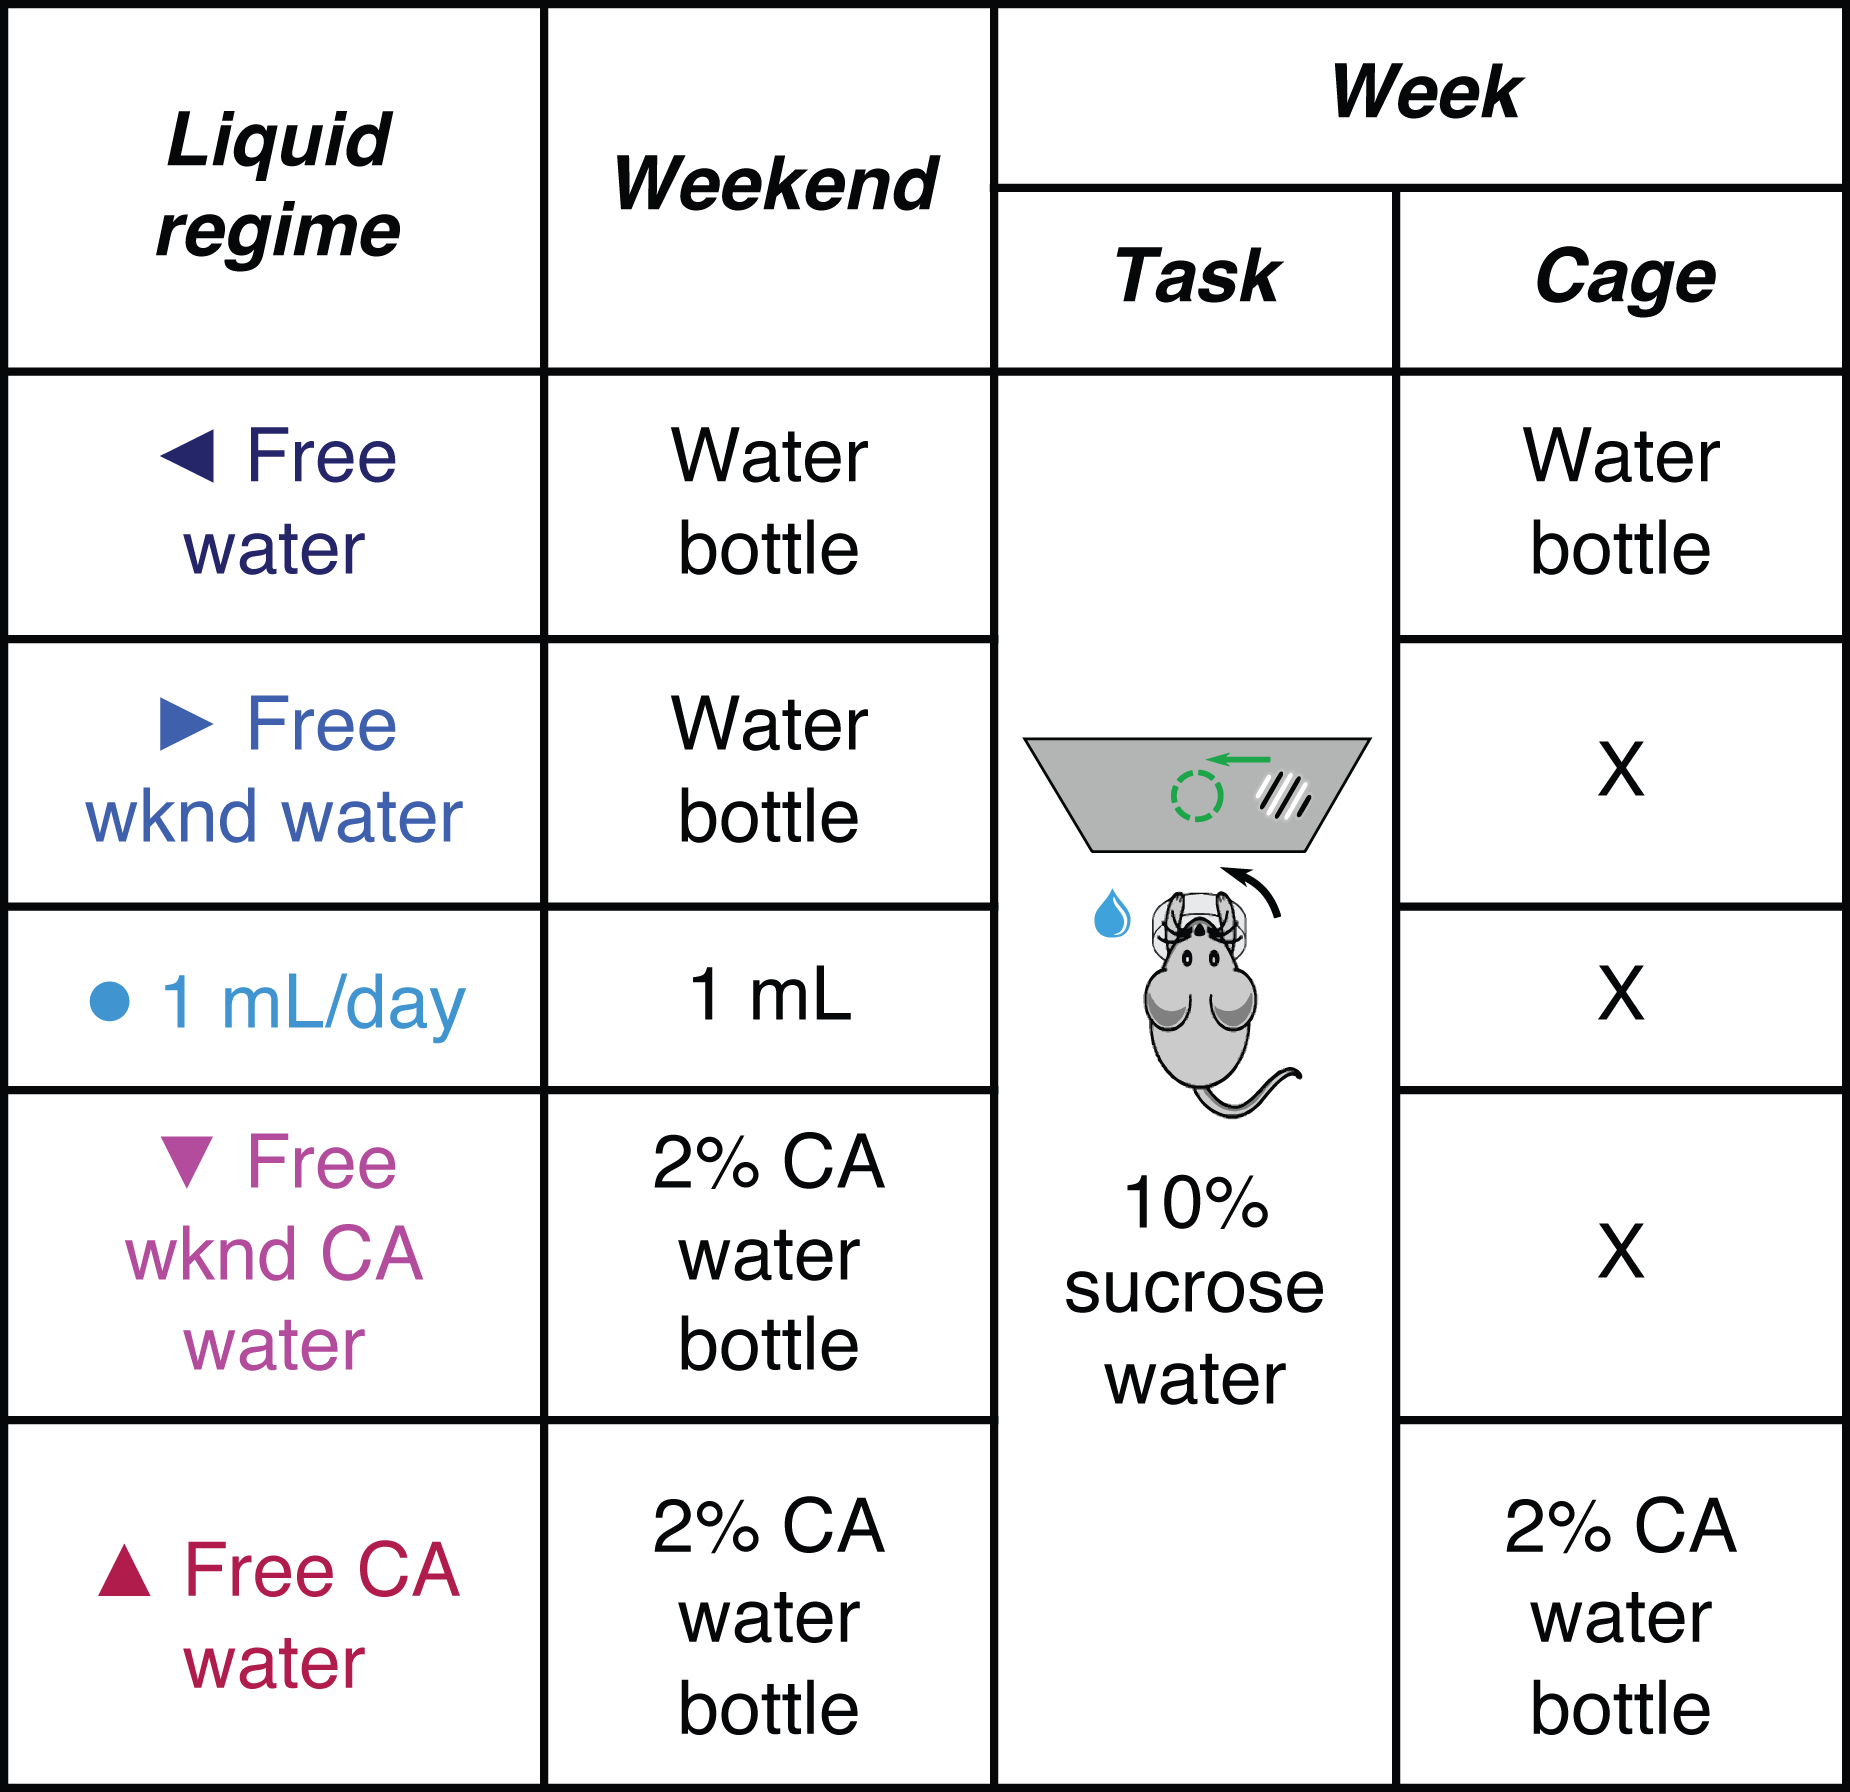 Liquid
regime
Weekend
Week
Task
Cage
Free
water
Water
bottle
Water
bottle
Free
wknd water
Water
bottle
X
1 mL/day
1 mL
X
Free
wknd CA
water
2% CA
water
bottle
X
10%
sucrose
water
Free CA
water
2% CA
water
bottle
2% CA
water
bottle